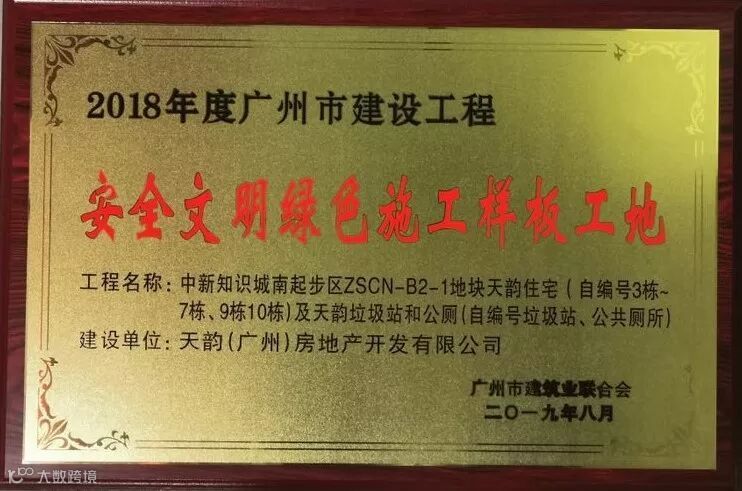 2018年度广州市建设工程
安全文明绿色施工样板工地
工程名称：中新知识城南起步区ZSCN-B2-1地块天韵住宅（自编号3栋~
7栋、9栋10栋)及天韵垃圾站和公厕(自编号垃圾站、公共厕所)
建设单位：天韵(广州)房地产开发有限公司
广州市建筑业联合会
二〇一九年八月
大数跨境